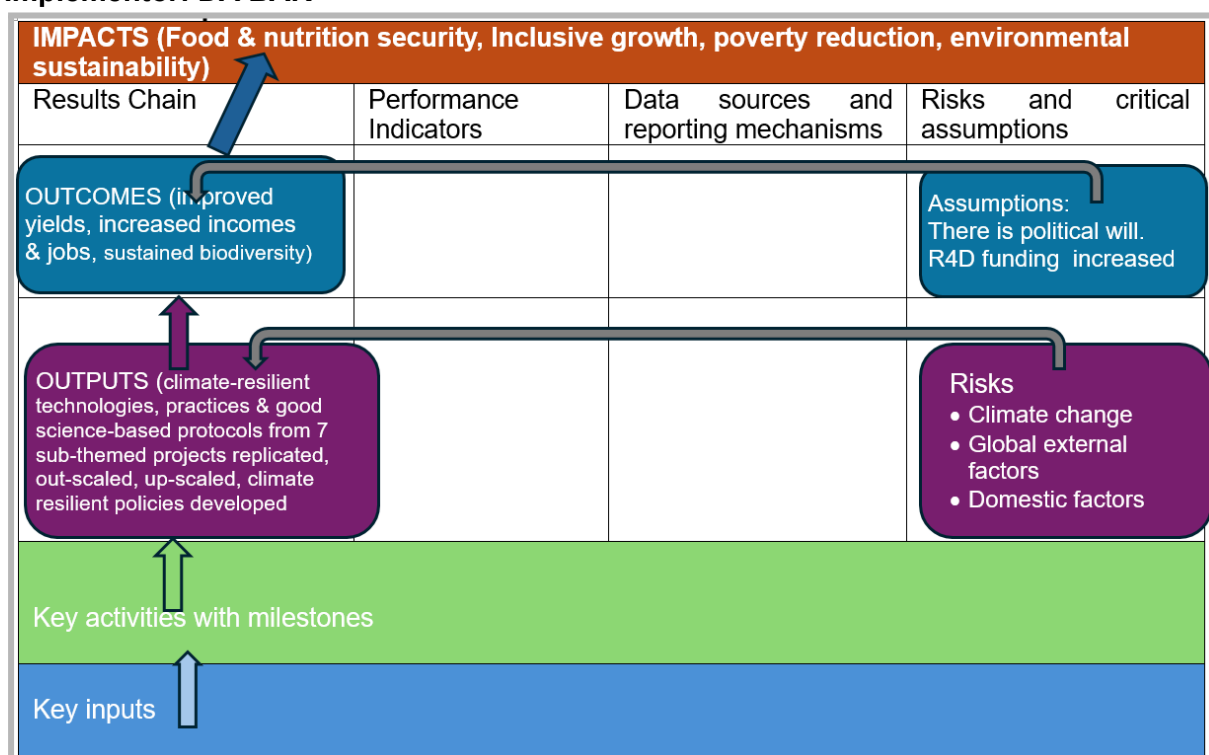 IMPACTS (Food & nutrition security, Inclusive growth, poverty reduction, environmental
sustainability)
Results Chain
Performance
Indicators
Data sources and
reporting mechanisms
Risks and critical
assumptions
OUTCOMES (improved
yields, increased incomes
& jobs, sustained biodiversity)
Assumptions:
There is political will.
R4D funding increased
OUTPUTS (climate-resilient
technologies, practices & good
science-based protocols from 7
sub-themed projects replicated,
out-scaled, up-scaled, climate
resilient policies developed
Risks
• Climate change
• Global external
factors
• Domestic factors
Key activities with milestones
Key inputs